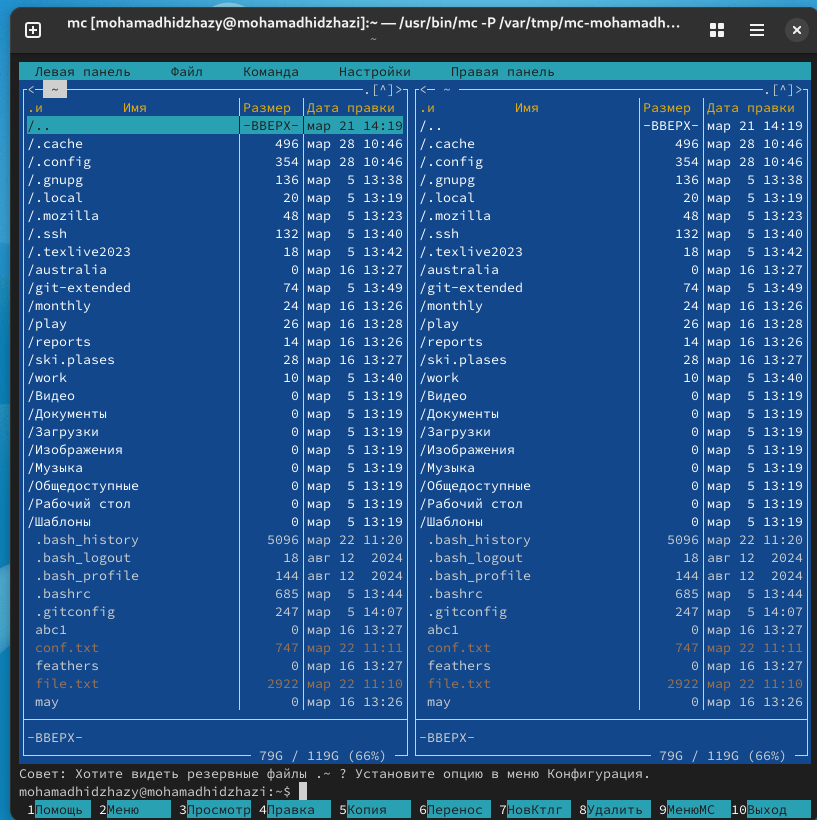 mc [mohamadhidzhazy@mohamadhidzhazi]:~ — /usr/bin/mc -P /var/tmp/mc-mohamadh…
~
Левая панель Файл Команда Настройки Правая панель
<─ ~ .[^]> <─ ~ .[^]>
.и Имя Размер Дата правки .и Имя Размер Дата правки
/.. -ВВЕРХ- мар 21 14:19 /.. -ВВЕРХ- мар 21 14:19
/.cache 496 мар 28 10:46 /.cache 496 мар 28 10:46
/.config 354 мар 28 10:46 /.config 354 мар 28 10:46
/.gnupg 136 мар 5 13:38 /.gnupg 136 мар 5 13:38
/.local 20 мар 5 13:19 /.local 20 мар 5 13:19
/.mozilla 48 мар 5 13:23 /.mozilla 48 мар 5 13:23
/.ssh 132 мар 5 13:40 /.ssh 132 мар 5 13:40
/.texlive2023 18 мар 5 13:42 /.texlive2023 18 мар 5 13:42
/australia 0 мар 16 13:27 /australia 0 мар 16 13:27
/git-extended 74 мар 5 13:49 /git-extended 74 мар 5 13:49
/monthly 24 мар 16 13:26 /monthly 24 мар 16 13:26
/play 26 мар 16 13:28 /play 26 мар 16 13:28
/reports 14 мар 16 13:26 /reports 14 мар 16 13:26
/ski.plases 28 мар 16 13:27 /ski.plases 28 мар 16 13:27
/work 10 мар 5 13:40 /work 10 мар 5 13:40
/Видео 0 мар 5 13:19 /Видео 0 мар 5 13:19
/Документы 0 мар 5 13:19 /Документы 0 мар 5 13:19
/Загрузки 0 мар 5 13:19 /Загрузки 0 мар 5 13:19
/Изображения 0 мар 5 13:19 /Изображения 0 мар 5 13:19
/Музыка 0 мар 5 13:19 /Музыка 0 мар 5 13:19
/Общедоступные 0 мар 5 13:19 /Общедоступные 0 мар 5 13:19
/Рабочий стол 0 мар 5 13:19 /Рабочий стол 0 мар 5 13:19
/Шаблоны 0 мар 5 13:19 /Шаблоны 0 мар 5 13:19
.bash_history 5096 мар 22 11:20 .bash_history 5096 мар 22 11:20
.bash_logout 18 авг 12 2024 .bash_logout 18 авг 12 2024
.bash_profile 144 авг 12 2024 .bash_profile 144 авг 12 2024
.bashrc 685 мар 5 13:44 .bashrc 685 мар 5 13:44
.gitconfig 247 мар 5 14:07 .gitconfig 247 мар 5 14:07
abc1 0 мар 16 13:27 abc1 0 мар 16 13:27
conf.txt 747 мар 22 11:11 conf.txt 747 мар 22 11:11
feathers 0 мар 16 13:27 feathers 0 мар 16 13:27
file.txt 2922 мар 22 11:10 file.txt 2922 мар 22 11:10
may 0 мар 16 13:26 may 0 мар 16 13:26
-ВВЕРХ- -ВВЕРХ-
79G / 119G (66%) 79G / 119G (66%)
Совет: Хотите видеть резервные файлы .~ ? Установите опцию в меню Конфигурация.
mohamadhidzhazy@mohamadhidzhazi:~$
1Помощь 2Меню 3Просмотр 4Правка 5Копия 6Перенос 7НовКтлг 8Удалить 9МенюMC 10Выход